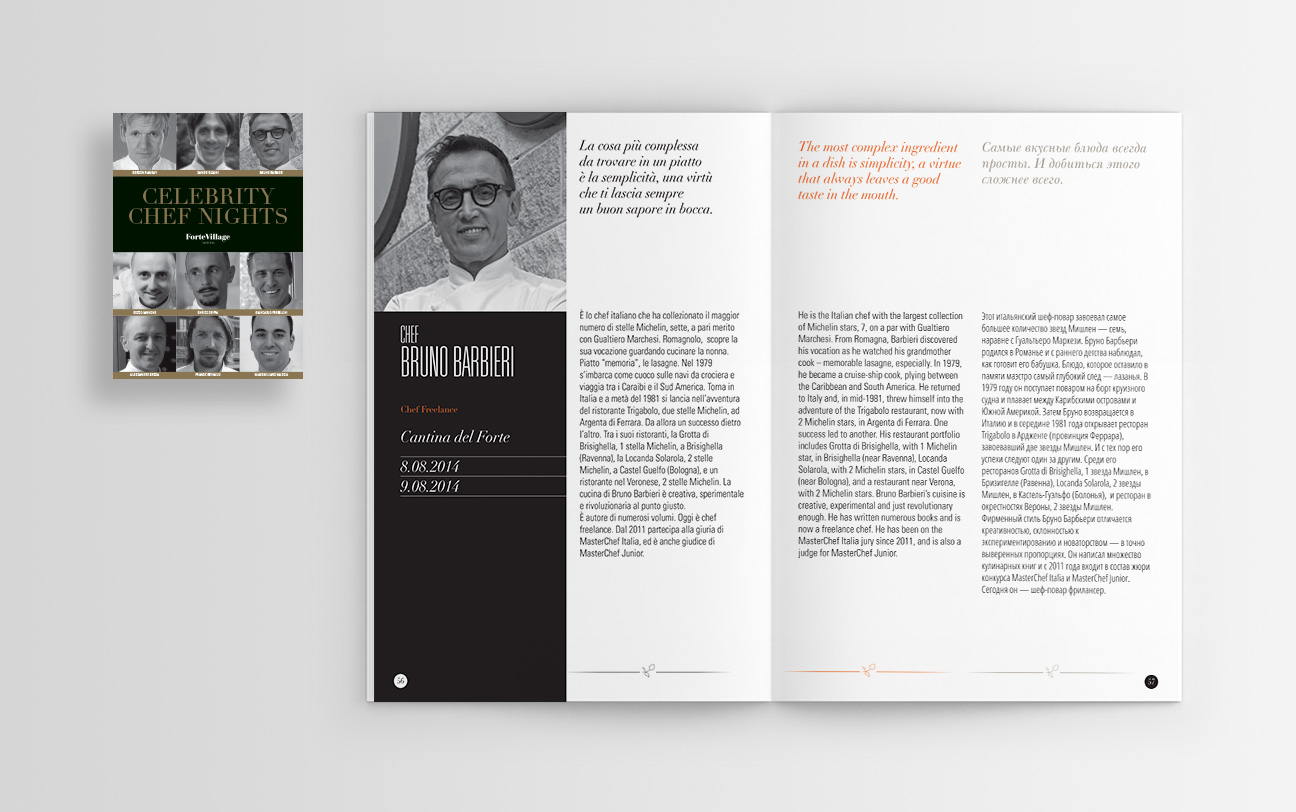 CELEBRITY
CHEF NIGHTS
ForteVillage
La cosa più complessa
da trovare in un piatto
è la semplicità, una virtù
che ti lascia sempre
un buon sapore in bocca.
CHEF
BRUNO BARBIERI
Chef Freelance
Cantina del Forte
8.08.2014
9.08.2014
È lo chef italiano che ha collezionato il maggior
numero di stelle Michelin, sette, a pari merito
con Gualtiero Marchesi. Romagnolo, scopre la
sua vocazione guardando cucinare la nonna.
Piatto "memoria", le lasagne. Nel 1979
s'imbarca come cuoco sulle navi da crociera e
viaggia tra i Caraibi e il Sud America. Torna in
Italia e a metà del 1981 si lancia nell'avventura
del ristorante Trigabolo, due stelle Michelin, ad
Argenta di Ferrara. Da allora un successo dietro
l'altro. Tra i suoi ristoranti, la Grotta di
Brisighella, 1 stella Michelin, a Brisighella
(Ravenna), la Locanda Solarola, 2 stelle
Michelin, a Castel Guelfo (Bologna), e un
ristorante nel Veronese, 2 stelle Michelin. La
cucina di Bruno Barbieri è creativa, sperimentale
e rivoluzionaria al punto giusto.
È autore di numerosi volumi. Oggi è chef
freelance. Dal 2011 partecipa alla giuria di
MasterChef Italia, ed è anche giudice di
MasterChef Junior.
56
The most complex ingredient
in a dish is simplicity, a virtue
that always leaves a good
taste in the mouth.
He is the Italian chef with the largest collection
of Michelin stars, 7, on a par with Gualtiero
Marchesi. From Romagna, Barbieri discovered
his vocation as he watched his grandmother
cook – memorable lasagne, especially. In 1979,
he became a cruise-ship cook, plying between
the Caribbean and South America. He returned
to Italy and, in mid-1981, threw himself into the
adventure of the Trigabolo restaurant, now with
2 Michelin stars, in Argenta di Ferrara. One
success led to another. His restaurant portfolio
includes Grotta di Brisighella, with 1 Michelin
star, in Brisighella (near Ravenna), Locanda
Solarola, with 2 Michelin stars, in Castel Guelfo
(near Bologna), and a restaurant near Verona,
with 2 Michelin stars. Bruno Barbieri's cuisine is
creative, experimental and just revolutionary
enough. He has written numerous books and is
now a freelance chef. He has been on the
MasterChef Italia jury since 2011, and is also a
judge for MasterChef Junior.
Самые вкусные блюда всегда
просты. И добиться этого
сложнее всего.
Этот итальянский шеф-повар завоевал самое
большее количество звезд Мишлен — семь,
наравне с Гуальтьеро Маркези. Бруно Барбьери
родился в Романье и с раннего детства наблюдал,
как готовит его бабушка. Блюдо, которое оставило в
памяти маэстро самый глубокий след — лазанья. В
1979 году он поступает поваром на борт круизного
судна и плавает между Карибскими островами и
Южной Америкой. Затем Бруно возвращается в
Италию и в середине 1981 года открывает ресторан
Trigabolo в Ардженте (провинция Феррара),
завоевавший две звезды Мишлен. И с тех пор его
успехи следуют один за другим. Среди его
ресторанов Grotta di Brisighella, 1 звезда Мишлен, в
Бризигелле (Равенна), Locanda Solarola, 2 звезды
Мишлен, в Кастель-Гуэльфо (Болонья), и ресторан в
окрестностях Вероны, 2 звезды Мишлен.
Фирменный стиль Бруно Барбьери отличается
креативностью, склонностью к
экспериментированию и новаторством — в точно
выверенных пропорциях. Он написал множество
кулинарных книг и с 2011 года входит в состав жюри
конкурса MasterChef Italia и MasterChef Junior.
Сегодня он — шеф-повар фрилансер.
57